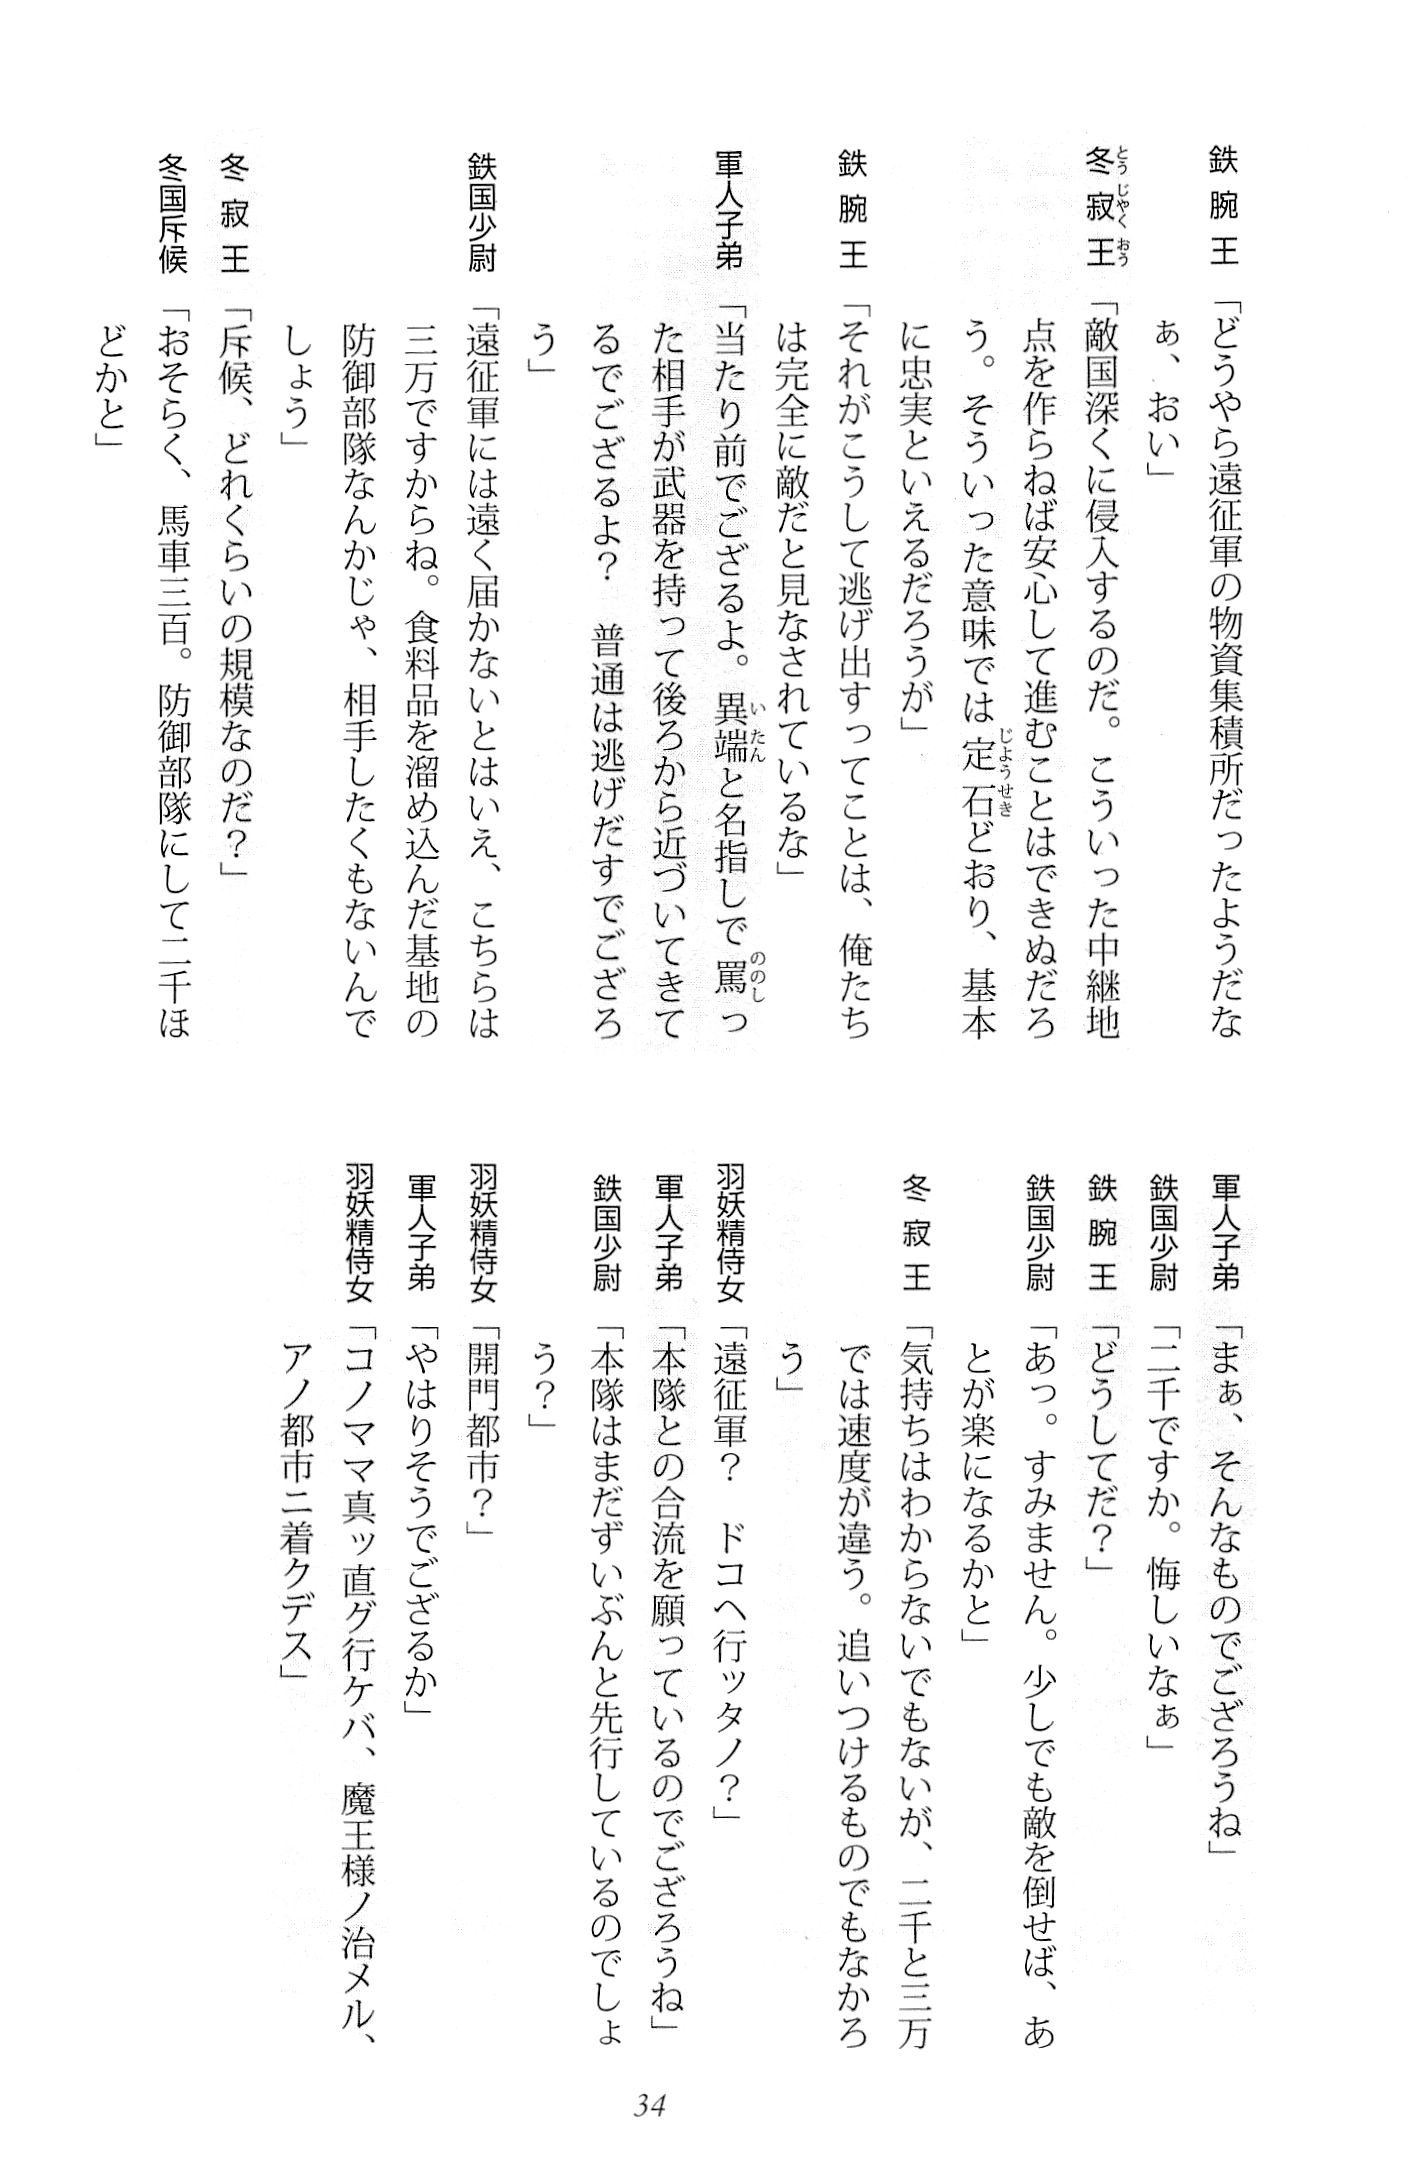 鉄腕王「どうやら遠征軍の物資集積所だったようだな
ぁ、おい」
冬寂王「敵国深くに侵入するのだ。こういった中継地
点を作らねば安心して進むことはできぬだろ
う。そういった意味では定石どおり、基本
に忠実といえるだろうが」
鉄腕王「それがこうして逃げ出すってことは、俺たち
は完全に敵だと見なされているな」
軍人子弟「当たり前でござるよ。異端と名指しで罵っ
た相手が武器を持って後ろから近づいてきて
るでござるよ？　普通は逃げだすでござろ
う」
鉄国少尉「遠征軍には遠く届かないとはいえ、こちらは
三万ですからね。食料品を溜め込んだ基地の
防御部隊なんかじゃ、相手したくもないんで
しょう」
冬寂王「斥候、どれくらいの規模なのだ？」
冬国斥候「おそらく、馬車三百。防御部隊にして二千ほ
どかと」
軍人子弟「まぁ、そんなものでござろうね」
鉄国少尉「二千ですか。悔しいなぁ」
鉄腕王「どうしてだ？」
鉄国少尉「あっ。すみません。少しでも敵を倒せば、あ
とが楽になるかと」
冬寂王「気持ちはわからないでもないが、二千と三万
では速度が違う。追いつけるものでもなかろ
う」
羽妖精侍女「遠征軍？　ドコヘ行ッタノ？」
軍人子弟「本隊との合流を願っているのでござろうね」
鉄国少尉「本隊はまだずいぶんと先行しているのでしょ
う？」
羽妖精侍女「開門都市？」
軍人子弟「やはりそうでござるか」
羽妖精侍女「コノママ真ッ直グ行ケバ、魔王様ノ治メル、
アノ都市ニ着クデス」
34